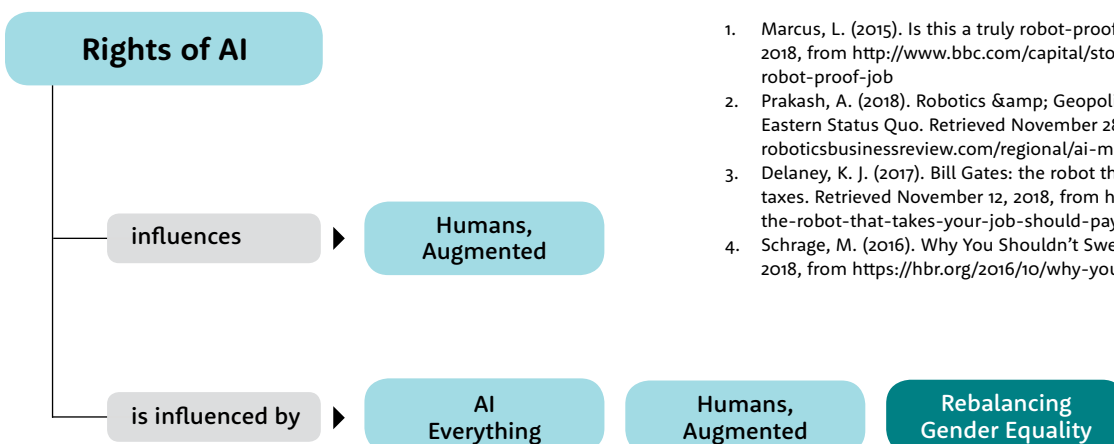 Rights of AI
influences
Humans,
Augmented
is influenced by
AI
Everything
Humans,
Augmented
Rebalancing
Gender Equality
1. Marcus, L. (2015). Is this a truly robot-proof
2018, from http://www.bbc.com/capital/sto
robot-proof-job
2. Prakash, A. (2018). Robotics &amp; Geopol
Eastern Status Quo. Retrieved November 28
roboticsbusinessreview.com/regional/ai-m
3. Delaney, K. J. (2017). Bill Gates: the robot th
taxes. Retrieved November 12, 2018, from h
the-robot-that-takes-your-job-should-pay
4. Schrage, M. (2016). Why You Shouldn’t Swe
2018, from https://hbr.org/2016/10/why-you